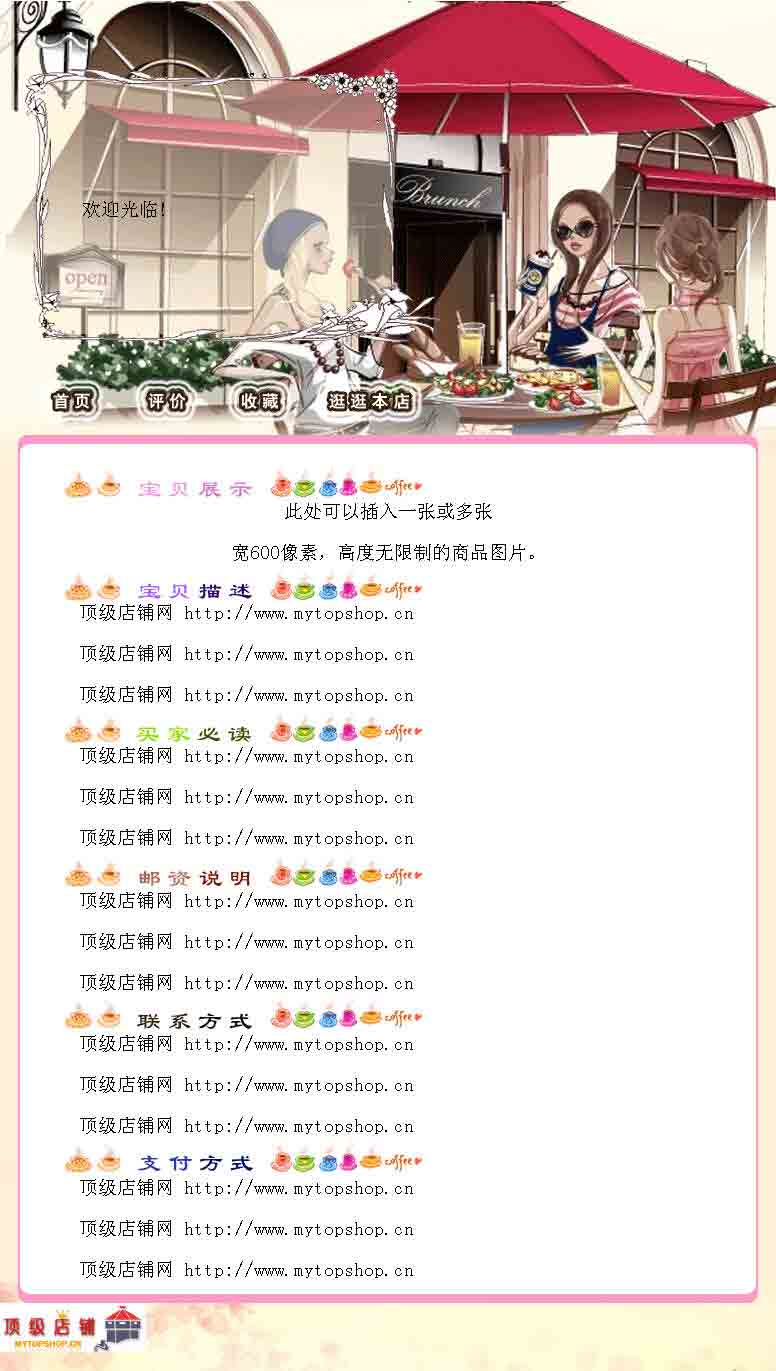 Brunch
欢迎光临!
open
首页 评价 收藏 逛逛本店
宝贝展示 coffee
此处可以插入一张或多张
宽600像素,高度无限制的商品图片。
宝贝描述 coffee
顶级店铺网 http://www.mytopshop.cn
顶级店铺网 http://www.mytopshop.cn
顶级店铺网 http://www.mytopshop.cn
买家必读 coffee
顶级店铺网 http://www.mytopshop.cn
顶级店铺网 http://www.mytopshop.cn
顶级店铺网 http://www.mytopshop.cn
邮资说明 coffee
顶级店铺网 http://www.mytopshop.cn
顶级店铺网 http://www.mytopshop.cn
顶级店铺网 http://www.mytopshop.cn
联系方式 coffee
顶级店铺网 http://www.mytopshop.cn
顶级店铺网 http://www.mytopshop.cn
顶级店铺网 http://www.mytopshop.cn
支付方式 coffee
顶级店铺网 http://www.mytopshop.cn
顶级店铺网 http://www.mytopshop.cn
顶级店铺网 http://www.mytopshop.cn
顶级店铺
MYTOPSHOP.CN